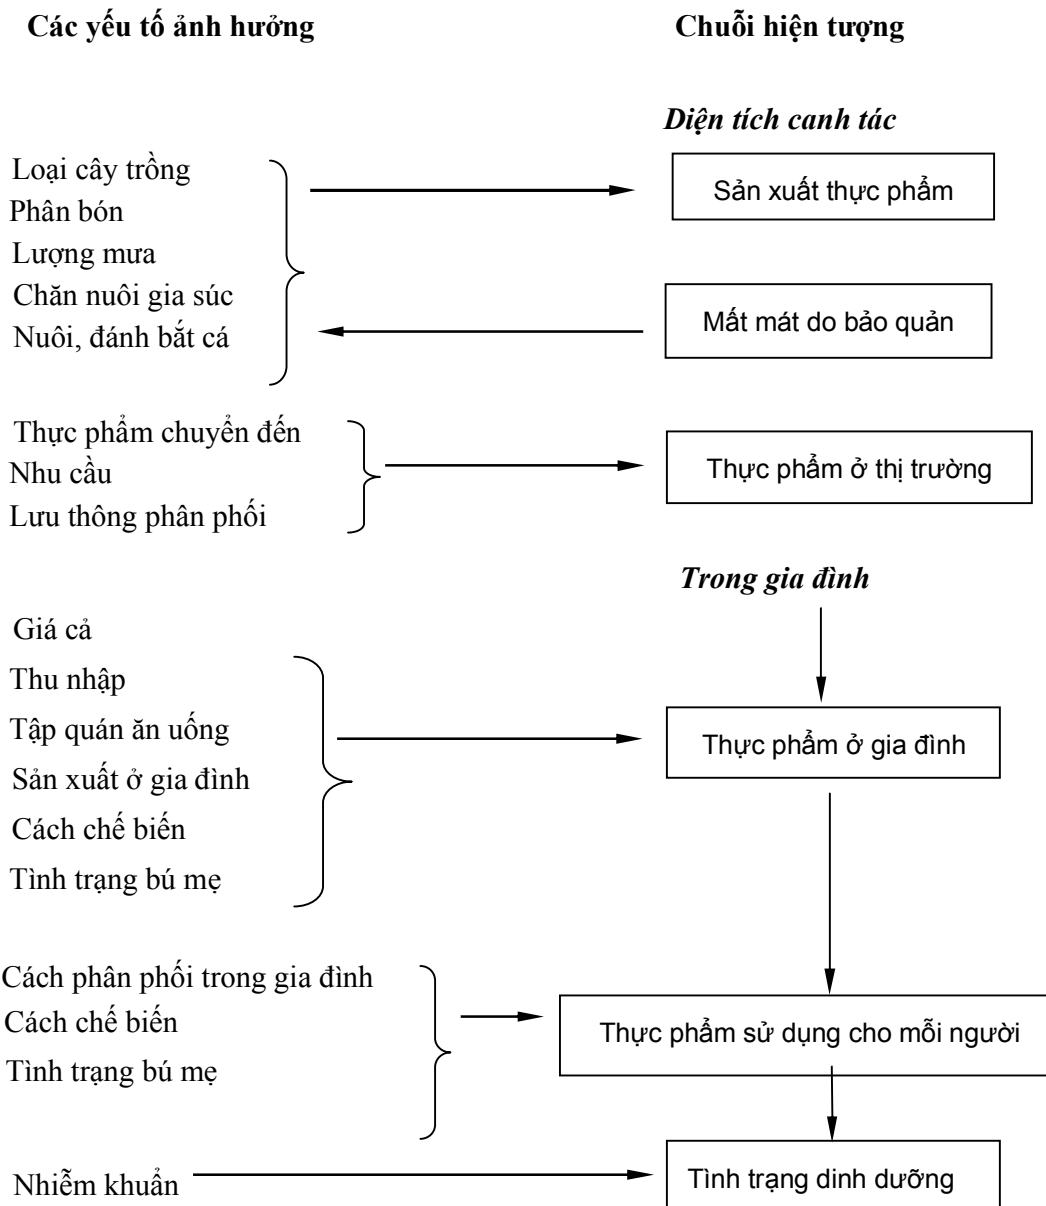 Các yếu tố ảnh hưởng
Chuỗi hiện tượng
Diện tích canh tác
Loại cây trồng
Phân bón
Lượng mưa
Chăn nuôi gia súc
Nuôi, đánh bắt cá
Sản xuất thực phẩm
Mất mát do bảo quản
Thực phẩm chuyển đến
Nhu cầu
Lưu thông phân phối
Thực phẩm ở thị trường
Trong gia đình
Giá cả
Thu nhập
Tập quán ăn uống
Sản xuất ở gia đình
Cách chế biến
Tình trạng bú mẹ
Thực phẩm ở gia đình
Cách phân phối trong gia đình
Cách chế biến
Tình trạng bú mẹ
Thực phẩm sử dụng cho mỗi người
Nhiễm khuẩn
Tình trạng dinh dưỡng